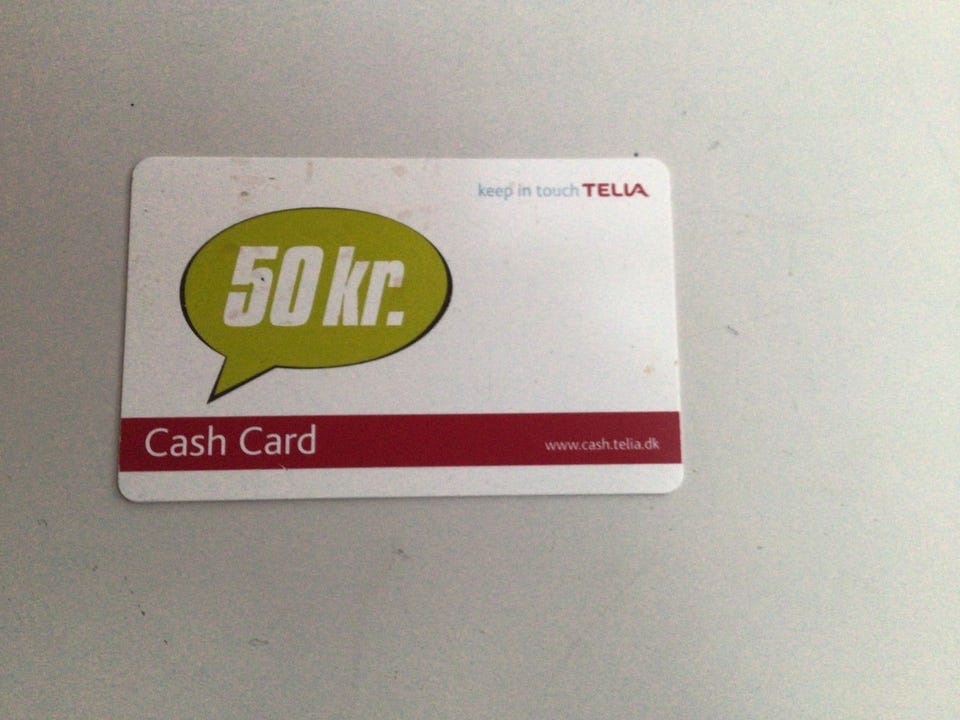 keep in touch TELIA
50 kr.
Cash Card
www.cash.telia.dk